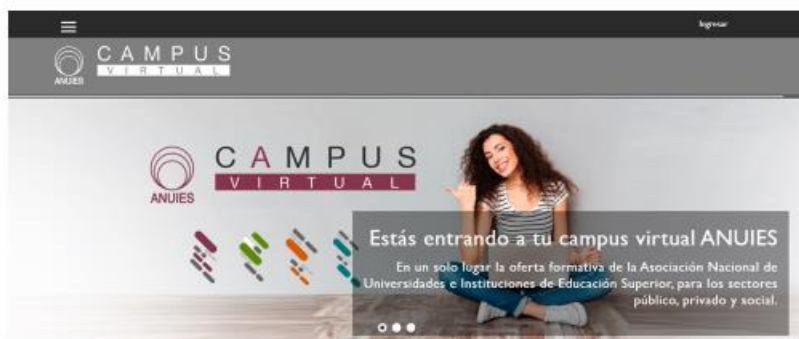 Ingresar
ANUIES
CAMPUS
VIRTUAL
CAMPUS
VIRTUAL
ANUIES
Estás entrando a tu campus virtual ANUIES
En un solo lugar la oferta formativa de la Asociación Nacional de
Universidades e Instituciones de Educación Superior, para los sectores
público, privado y social.